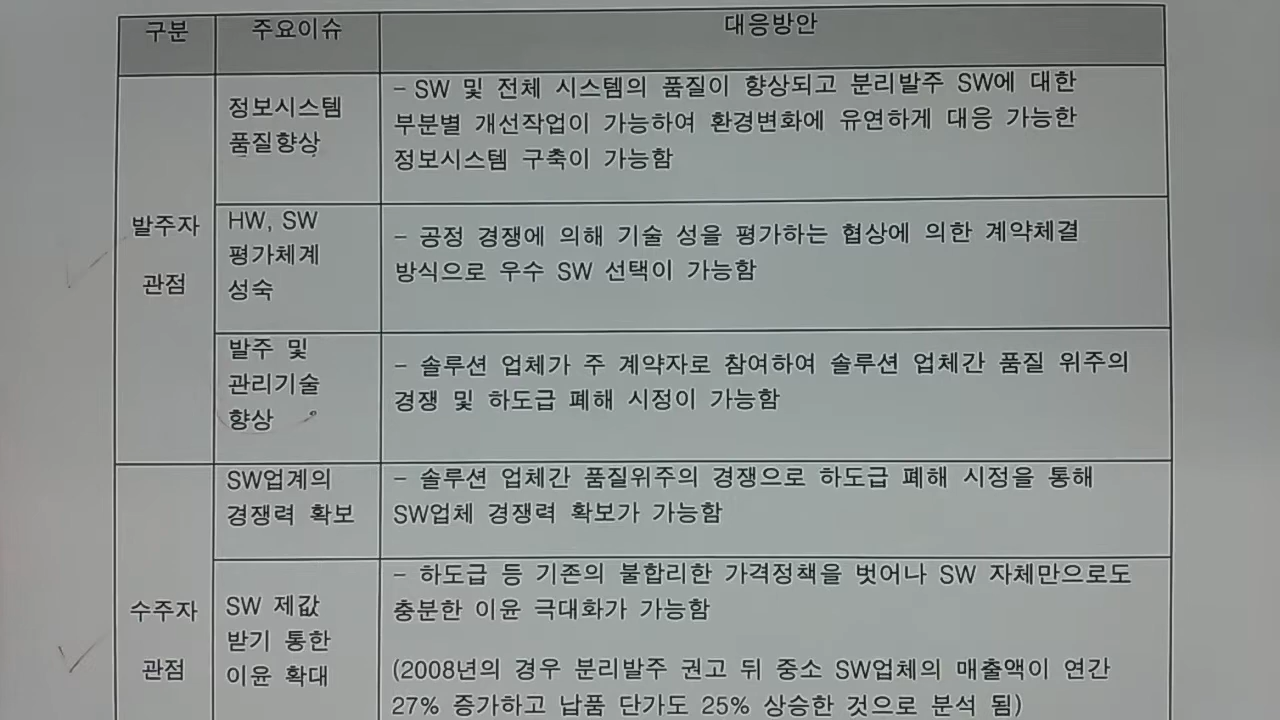 구분 주요이슈 대응방안
발주자
관점
정보시스템
품질향상
- SW 및 전체 시스템의 품질이 향상되고 분리발주 SW에 대한
부분별 개선작업이 가능하여 환경변화에 유연하게 대응 가능한
정보시스템 구축이 가능함
HW, SW
평가체계
성숙
- 공정 경쟁에 의해 기술 성을 평가하는 협상에 의한 계약체결
방식으로 우수 SW 선택이 가능함
발주 및
관리기술
향상
- 솔루션 업체가 주 계약자로 참여하여 솔루션 업체간 품질 위주의
경쟁 및 하도급 폐해 시정이 가능함
수주자
관점
SW업계의
경쟁력 확보
- 솔루션 업체간 품질위주의 경쟁으로 하도급 폐해 시정을 통해
SW업체 경쟁력 확보가 가능함
SW 제값
받기 통한
이윤 확대
- 하도급 등 기존의 불합리한 가격정책을 벗어나 SW 자체만으로도
충분한 이윤 극대화가 가능함
(2008년의 경우 분리발주 권고 뒤 중소 SW업체의 매출액이 연간
27% 증가하고 납품 단가도 25% 상승한 것으로 분석 됨)